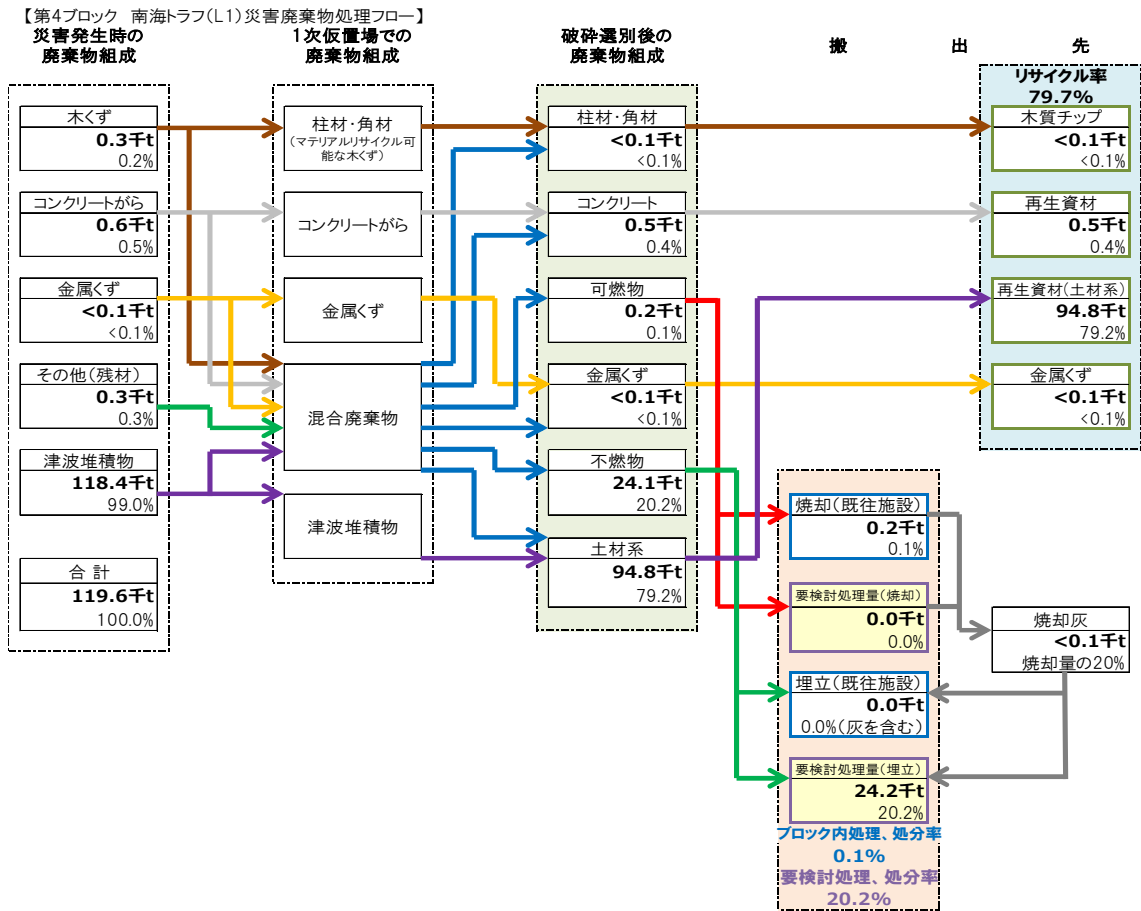 【第4ブロック　南海トラフ(L1)災害廃棄物処理フロー】
災害発生時の
廃棄物組成
木くず
0.3千t
0.2%
コンクリートがら
0.6千t
0.5%
金属くず
<0.1千t
<0.1%
その他(残材)
0.3千t
0.3%
津波堆積物
118.4千t
99.0%
合 計
119.6千t
100.0%
1次仮置場での
廃棄物組成
柱材・角材
(マテリアルリサイクル可
能な木くず)
コンクリートがら
金属くず
混合廃棄物
津波堆積物
破砕選別後の
廃棄物組成
柱材・角材
<0.1千t
<0.1%
コンクリート
0.5千t
0.4%
可燃物
0.2千t
0.1%
金属くず
<0.1千t
<0.1%
不燃物
24.1千t
20.2%
土材系
94.8千t
79.2%
搬　出　先
リサイクル率
79.7%
木質チップ
<0.1千t
<0.1%
再生資材
0.5千t
0.4%
再生資材(土材系)
94.8千t
79.2%
金属くず
<0.1千t
<0.1%
焼却(既往施設)
0.2千t
0.1%
要検討処理量(焼却)
0.0千t
0.0%
埋立(既往施設)
0.0千t
0.0%(灰を含む)
要検討処理量(埋立)
24.2千t
20.2%
ブロック内処理、処分率
0.1%
要検討処理、処分率
20.2%
焼却灰
<0.1千t
焼却量の20%